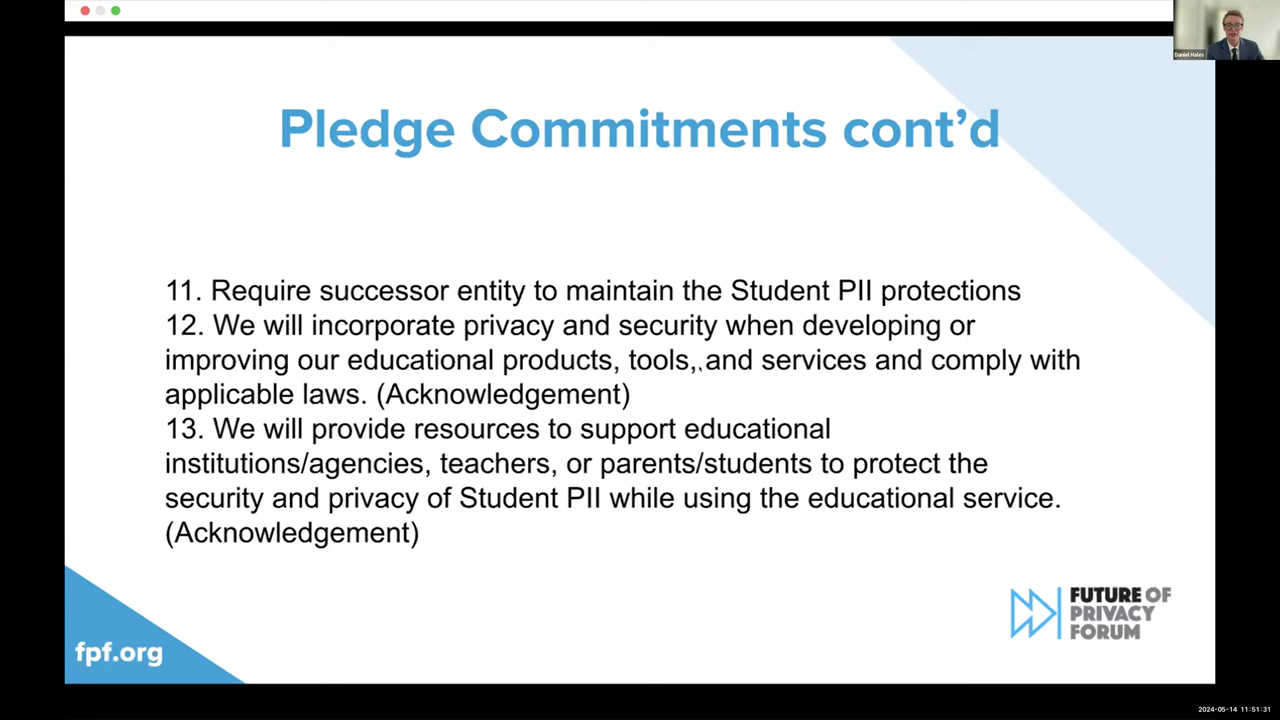 Daniel Hales
Pledge Commitments cont’d
11. Require successor entity to maintain the Student PII protections
12. We will incorporate privacy and security when developing or
improving our educational products, tools, and services and comply with
applicable laws. (Acknowledgement)
13. We will provide resources to support educational
institutions/agencies, teachers, or parents/students to protect the
security and privacy of Student PII while using the educational service.
(Acknowledgement)
FUTURE OF
PRIVACY
FORUM
fpf.org
2024-05-14 11:51:31